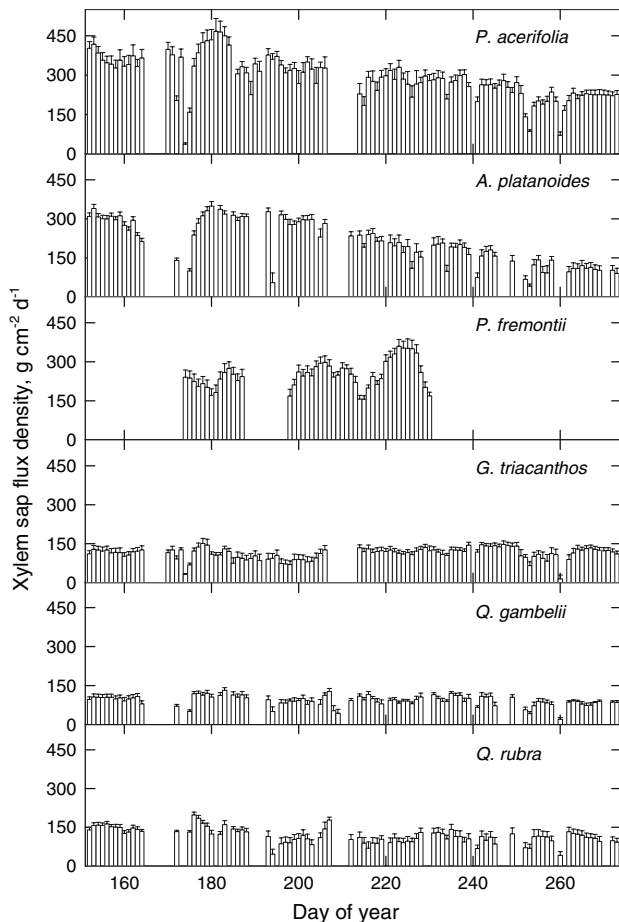 450
300
150
0
P. acerifolia
450
300
150
0
A. platanoides
450
300
150
0
P. fremontii
450
300
150
0
G. triacanthos
450
300
150
0
Q. gambelii
450
300
150
0
Q. rubra
160 180 200 220 240 260
Day of year
Xylem sap flux density, g cm⁻² d⁻¹